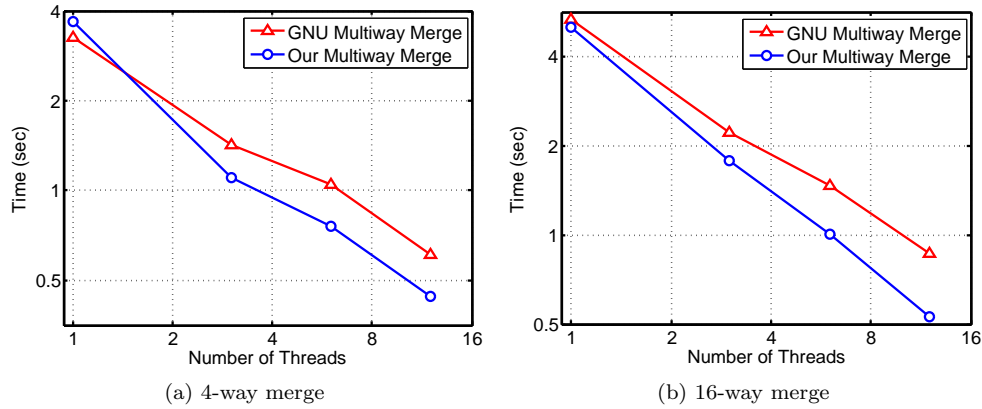 4
2
1
0.5
Time (sec)
GNU Multiway Merge
Our Multiway Merge
1 2 4 8 16
Number of Threads
(a) 4-way merge
4
2
1
0.5
Time (sec)
GNU Multiway Merge
Our Multiway Merge
1 2 4 8 16
Number of Threads
(b) 16-way merge